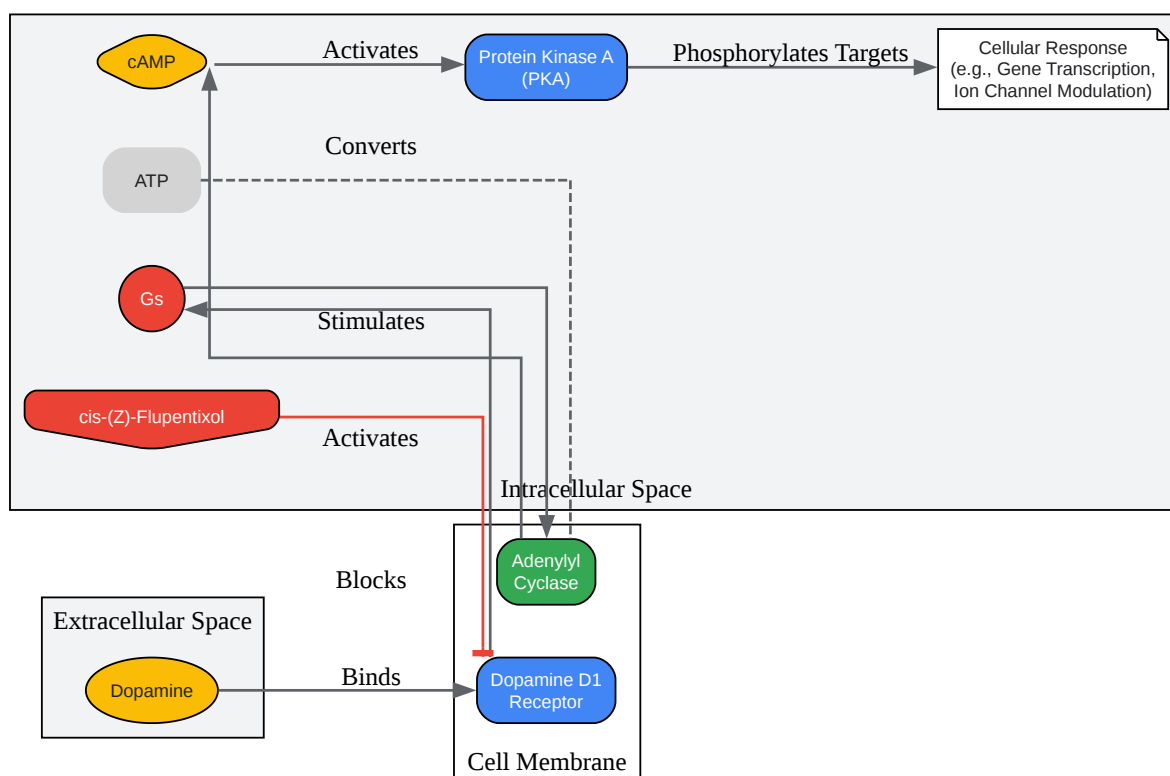 cAMP
Activates
Protein Kinase A
(PKA)
Phosphorylates Targets
Cellular Response
(e.g., Gene Transcription,
Ion Channel Modulation)
Converts
ATP
Gs
Stimulates
cis-(Z)-Flupentixol
Activates
Intracellular Space
Adenylyl
Cyclase
Blocks
Extracellular Space
Dopamine
Binds
Dopamine D1
Receptor
Cell Membrane